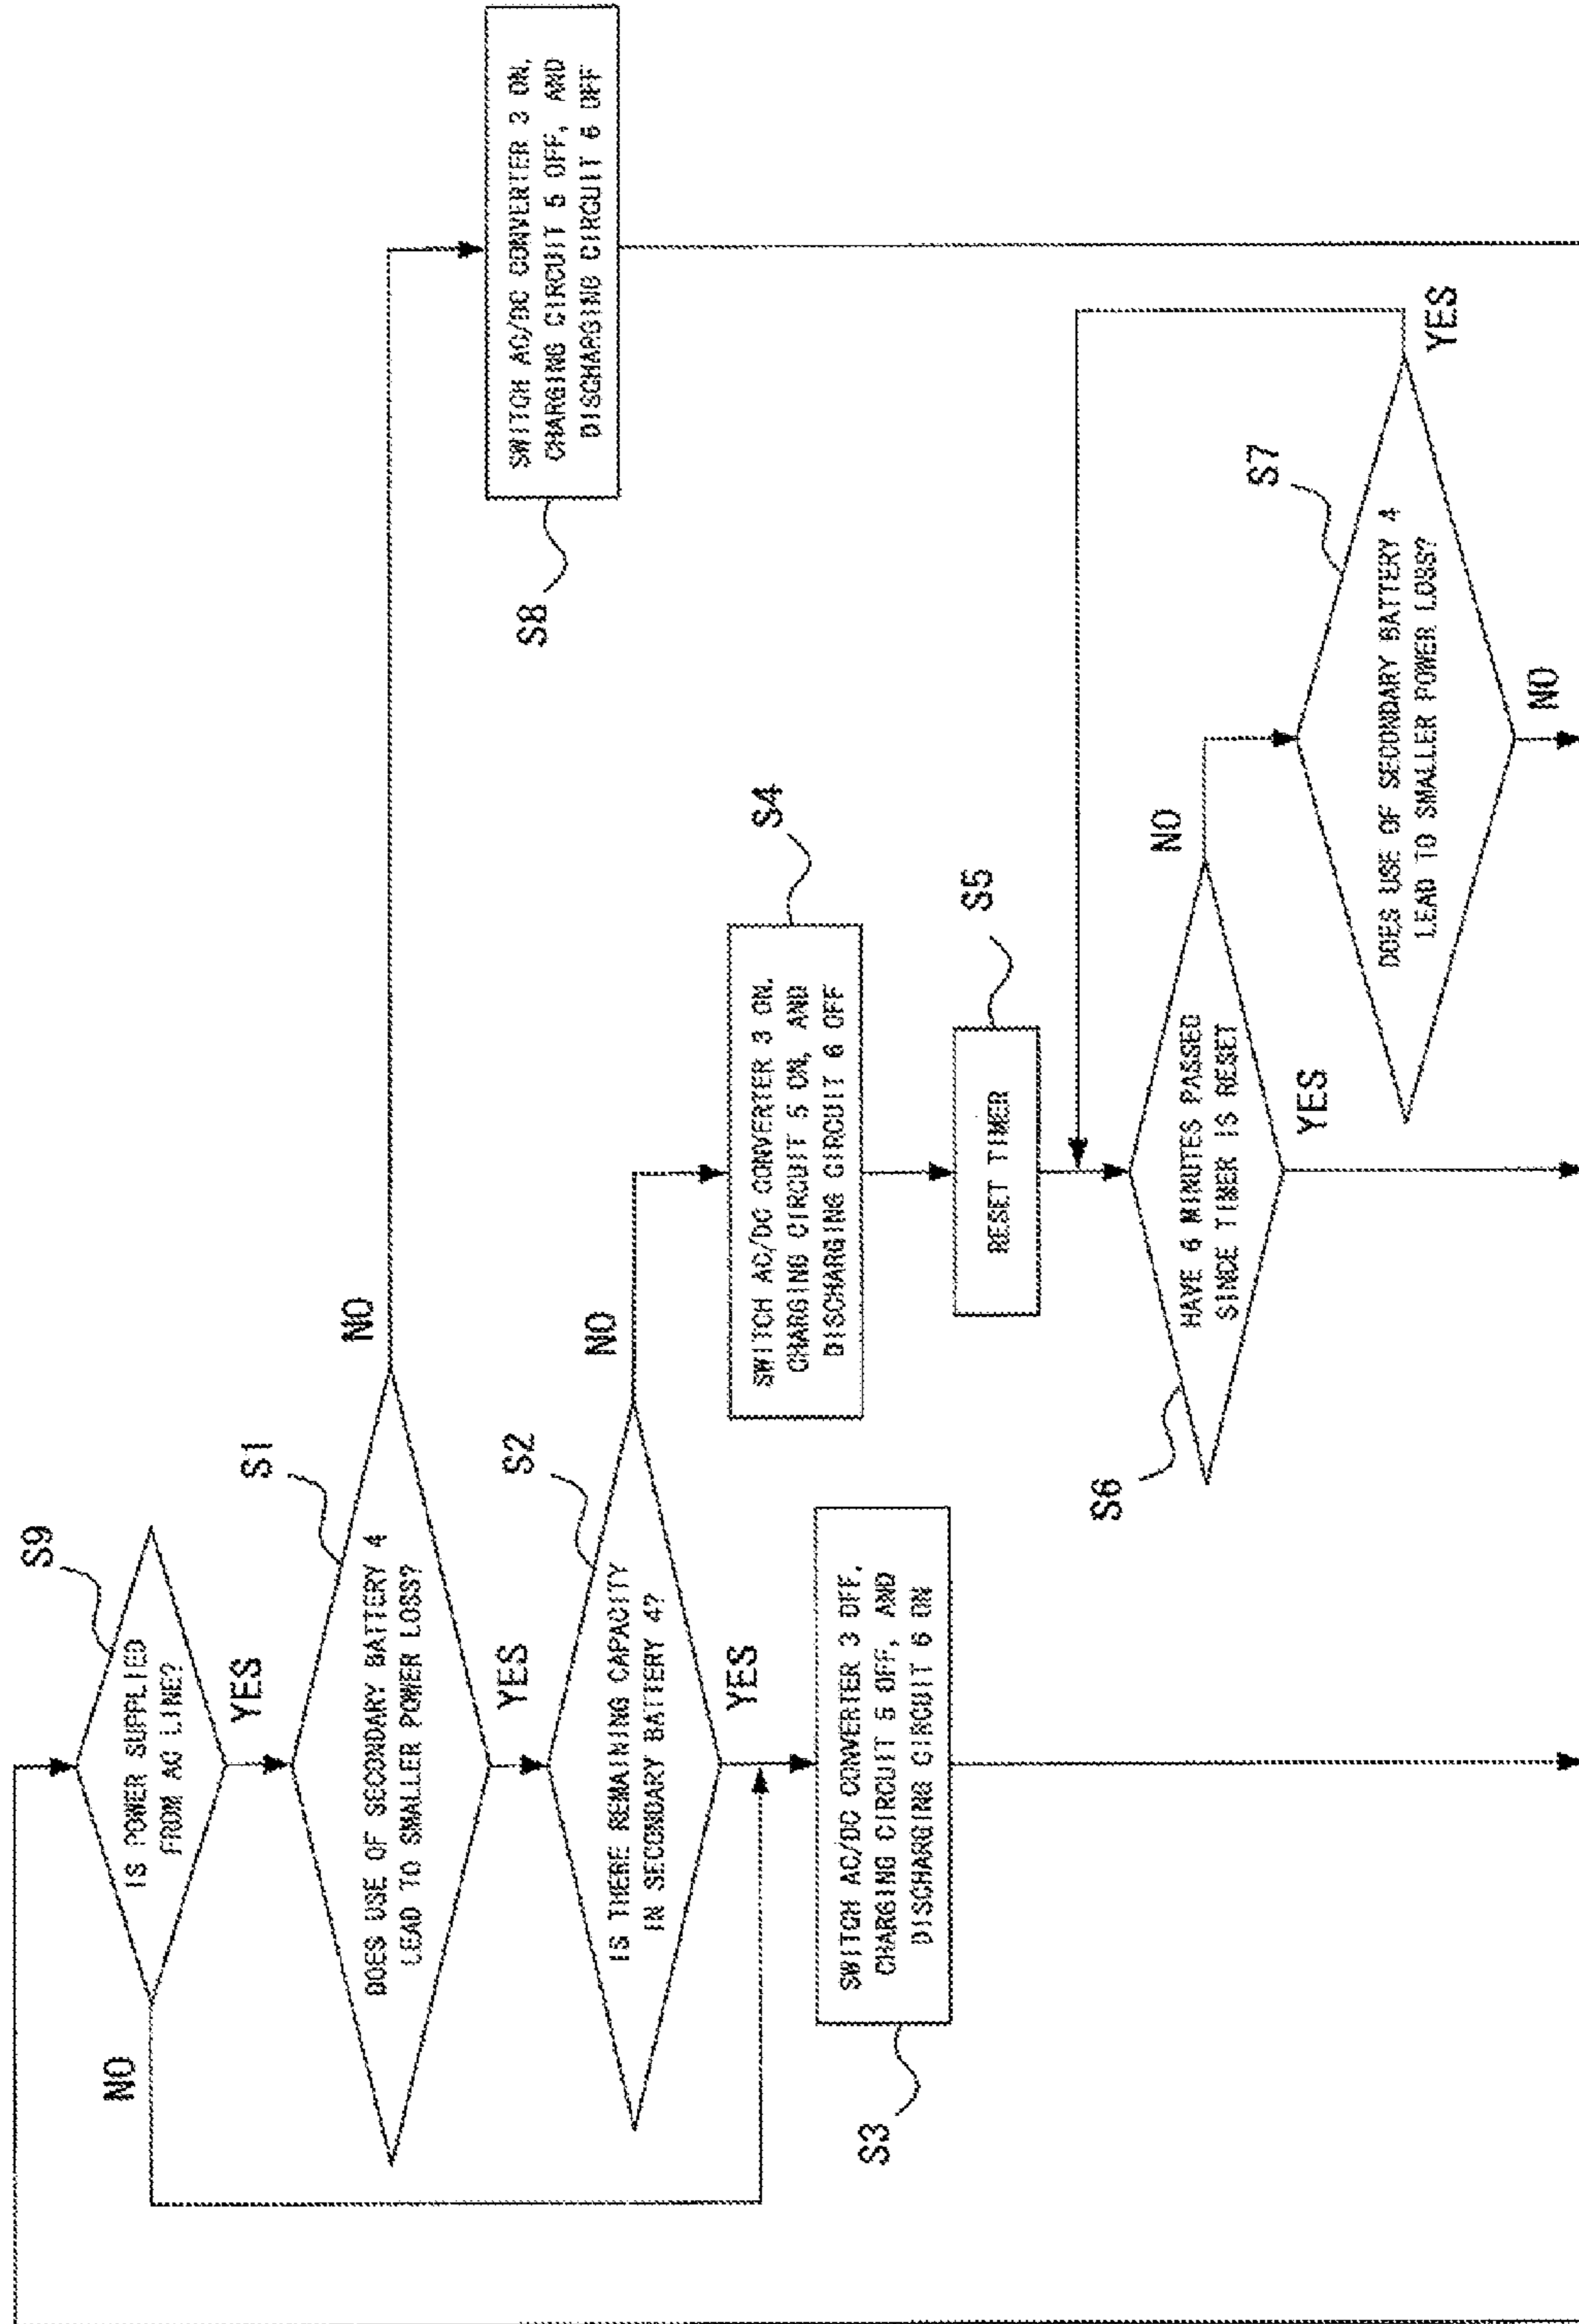 S9
IS POWER SUPPLIED
FROM AC LINE?
NO
YES
S1
DOES USE OF SECONDARY BATTERY 4
LEAD TO SMALLER POWER LOSS?
NO
YES
S2
IS THERE REMAINING CAPACITY
IN SECONDARY BATTERY 4?
NO
YES
S3
SWITCH AC/DC CONVERTER 3 OFF,
CHARGING CIRCUIT 5 OFF, AND
DISCHARGING CIRCUIT 6 ON
S4
SWITCH AC/DC CONVERTER 3 ON,
CHARGING CIRCUIT 5 ON, AND
DISCHARGING CIRCUIT 6 OFF
S5
RESET TIMER
S6
HAVE 6 MINUTES PASSED
SINCE TIMER IS RESET
NO
YES
S7
DOES USE OF SECONDARY BATTERY 4
LEAD TO SMALLER POWER LOSS?
YES
NO
S8
SWITCH AC/DC CONVERTER 3 ON,
CHARGING CIRCUIT 5 OFF, AND
DISCHARGING CIRCUIT 6 OFF